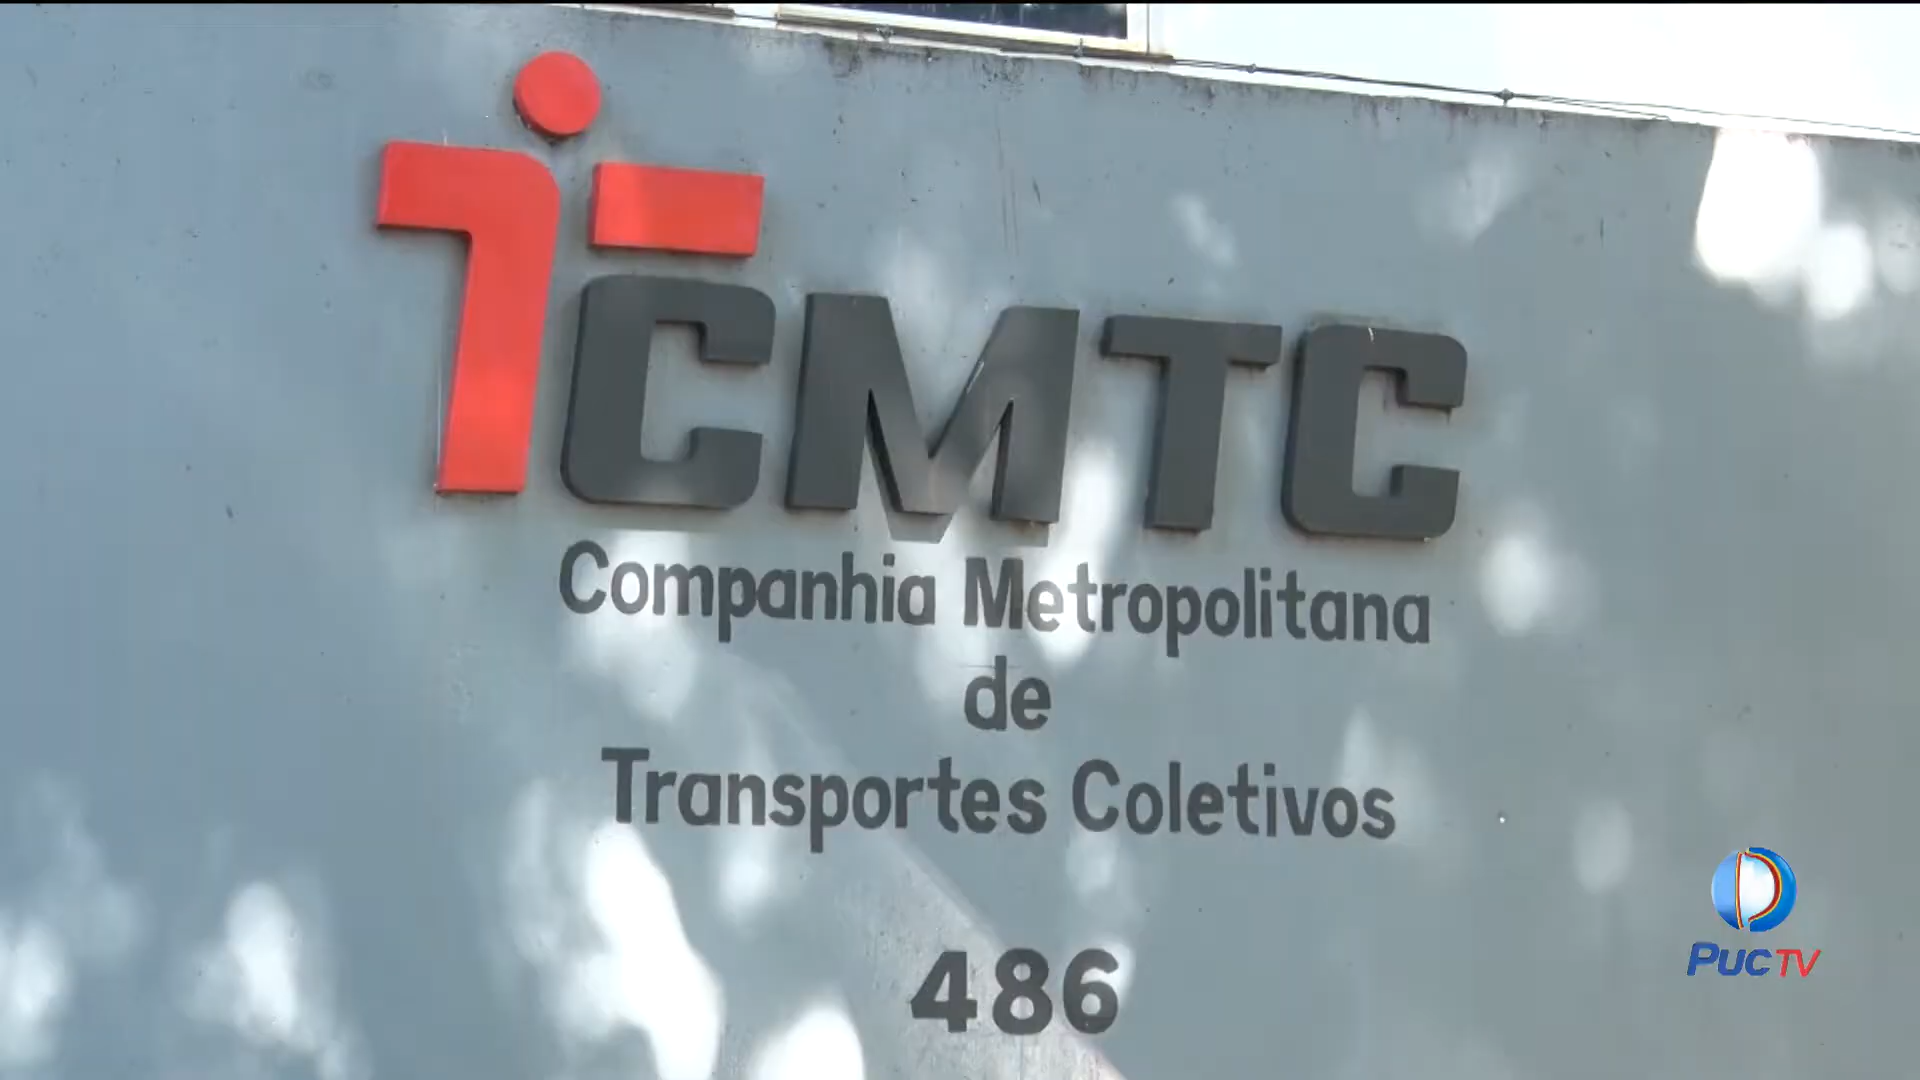 CMTC
Companhia Metropolitana
de
Transportes Coletivos
486
PUC TV